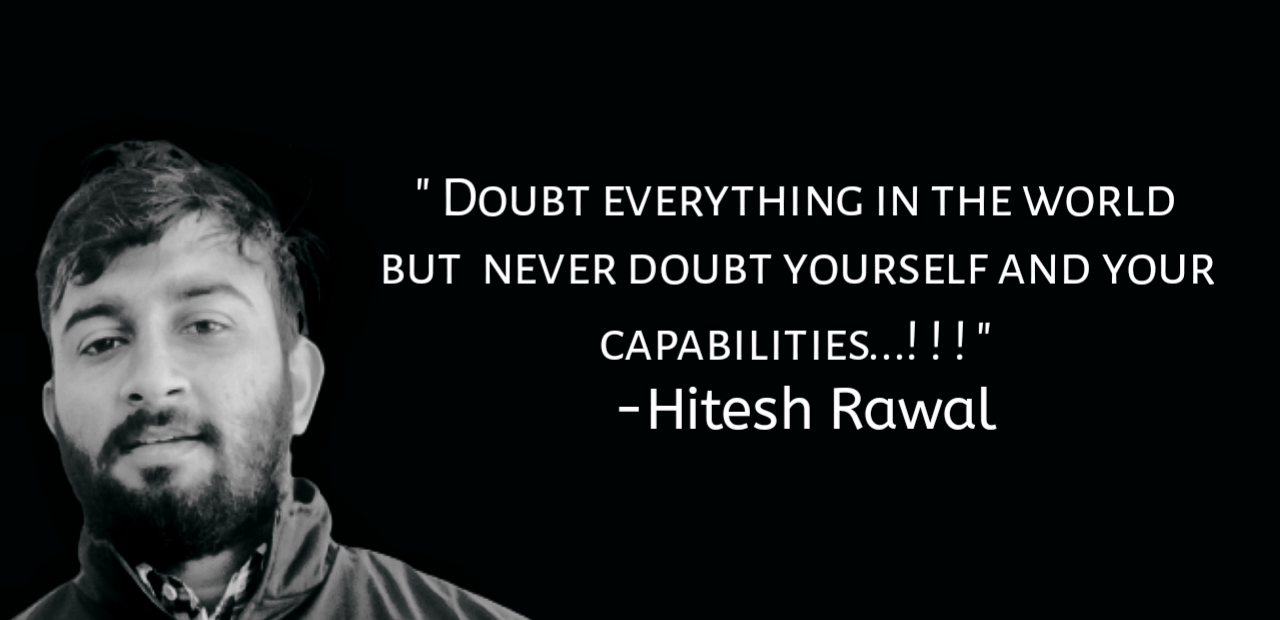 " Doubt everything in the world
but never doubt yourself and your
capabilities...! ! ! "
-Hitesh Rawal